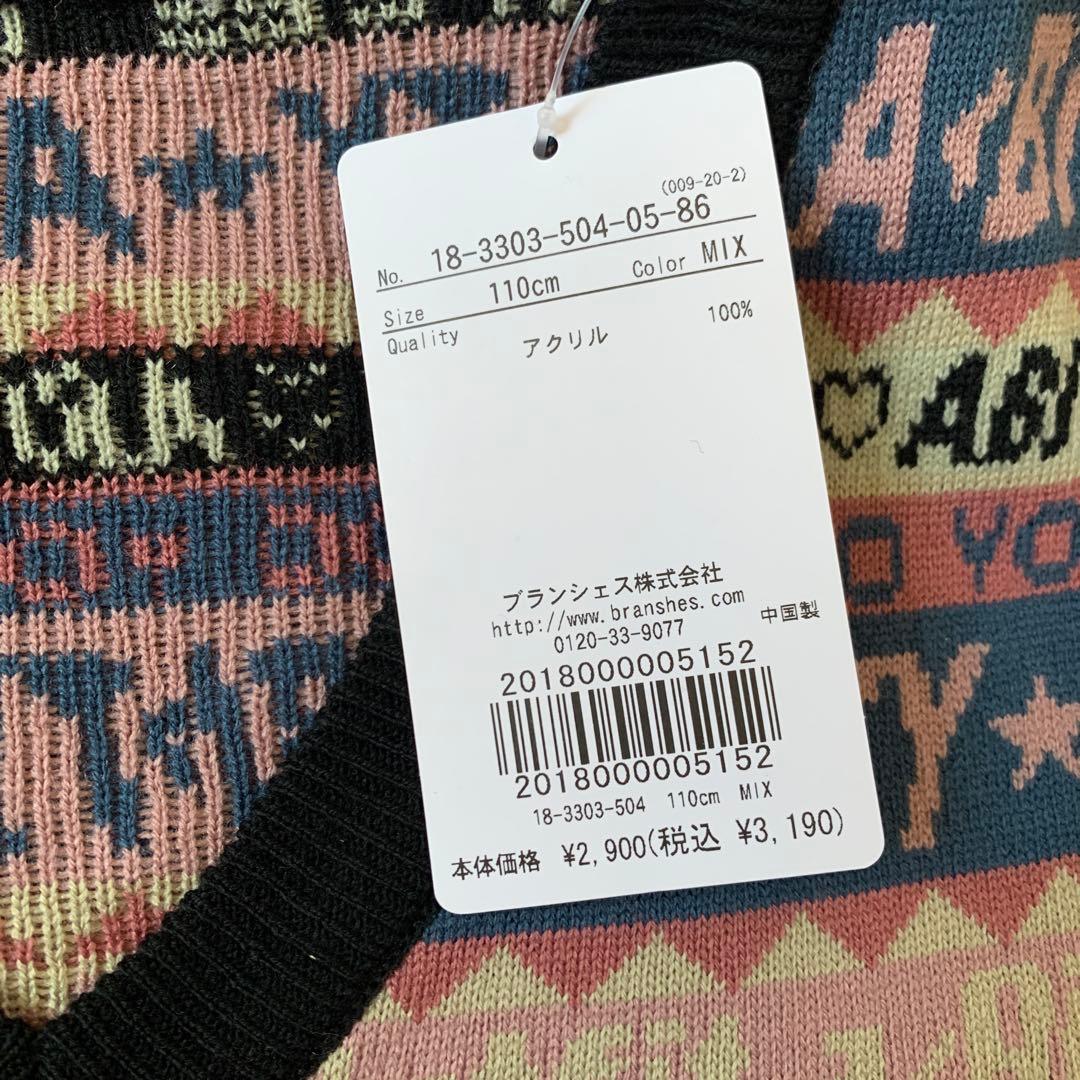 (009-20-2)
No. 18-3303-504-05-86
Size 110cm Color MIX
Quality アクリル 100%
ブランシェス株式会社
http://www.branshes.com
0120-33-9077 中国製
2018000005152
2018000005152
18-3303-504 110cm MIX
本体価格 ¥2,900(税込 ¥3,190)